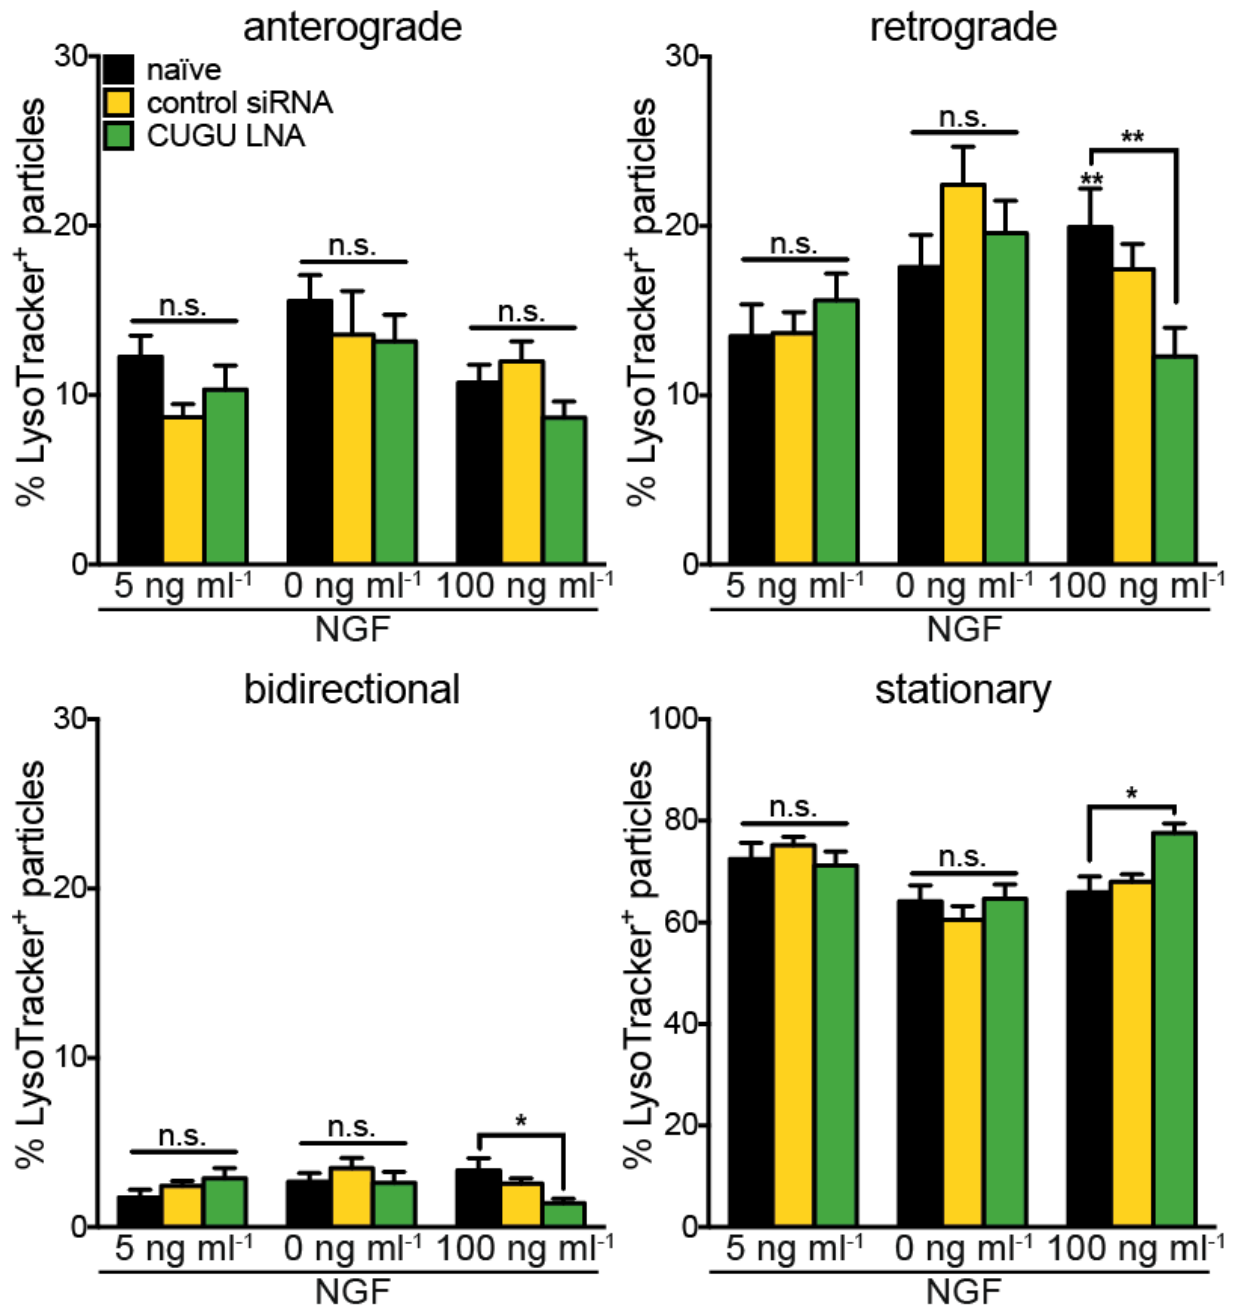 anterograde
30
20
10
0
% LysoTracker⁺ particles
naïve
control siRNA
CUGU LNA
n.s.
n.s.
n.s.
5 ng ml⁻¹ 0 ng ml⁻¹ 100 ng ml⁻¹
NGF
retrograde
30
20
10
0
% LysoTracker⁺ particles
n.s.
n.s.
**
**
5 ng ml⁻¹ 0 ng ml⁻¹ 100 ng ml⁻¹
NGF
bidirectional
30
20
10
0
% LysoTracker⁺ particles
n.s.
n.s.
*
5 ng ml⁻¹ 0 ng ml⁻¹ 100 ng ml⁻¹
NGF
stationary
100
80
60
40
20
0
% LysoTracker⁺ particles
n.s.
n.s.
*
5 ng ml⁻¹ 0 ng ml⁻¹ 100 ng ml⁻¹
NGF